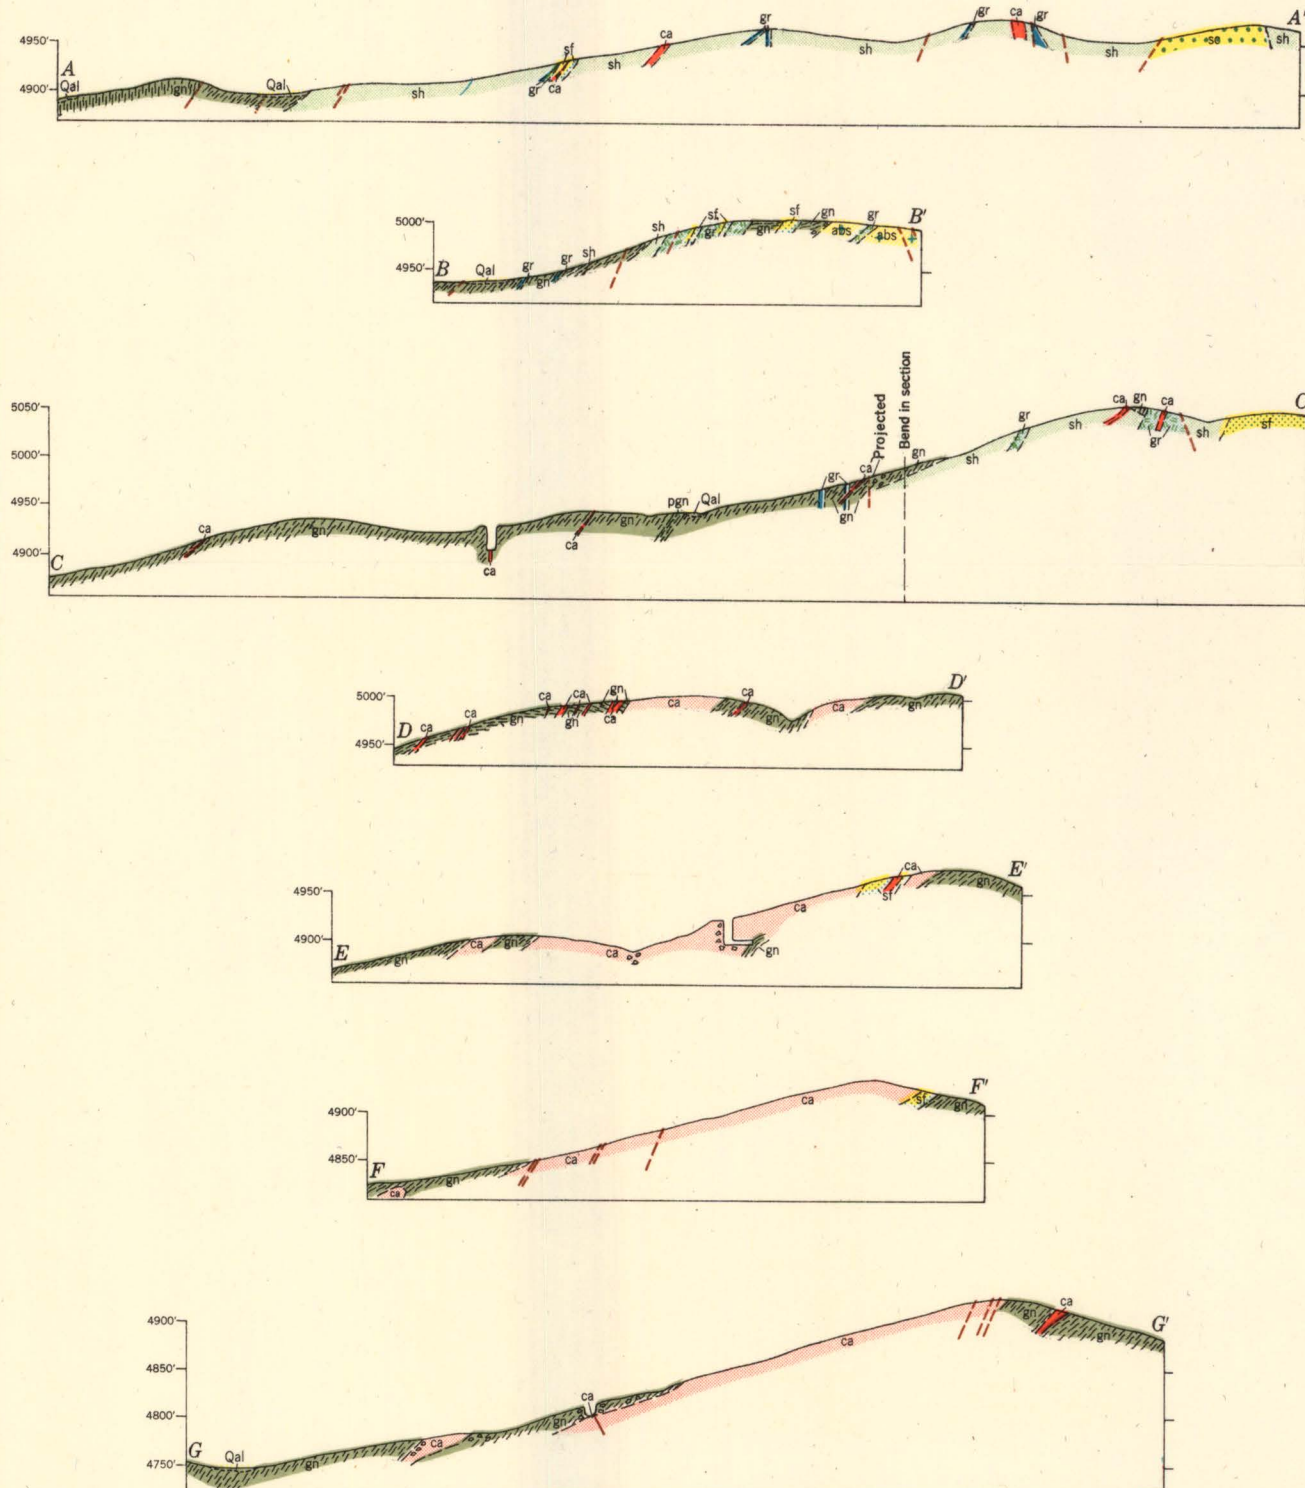 gr gr ca gr A'
4950' sf ca sh se sh
A sh sh
Qal Qal
4900' gn sh gr ca
5000' sf sf gn gr B'
sh gr gn abs abs
4950' B Qal gr gr sh
gn
Projected
Bend in section
5050' ca gn ca C
gr sh gr sh sf
5000' gr ca gn sh
4950' pgn Qal gn
ca gn gn
4900' C ca
ca
5000' ca ca gn ca D'
D ca ca gn gn ca ca gn ca gn
4950'
4950' ca E'
ca sf gn
4900' E gn ca gn ca gn
4900' F'
ca sf gn
4850' F gn ca
ca
4900' gn ca G'
ca gn
4850'
ca
4800' gn
G Qal ca
4750' gn